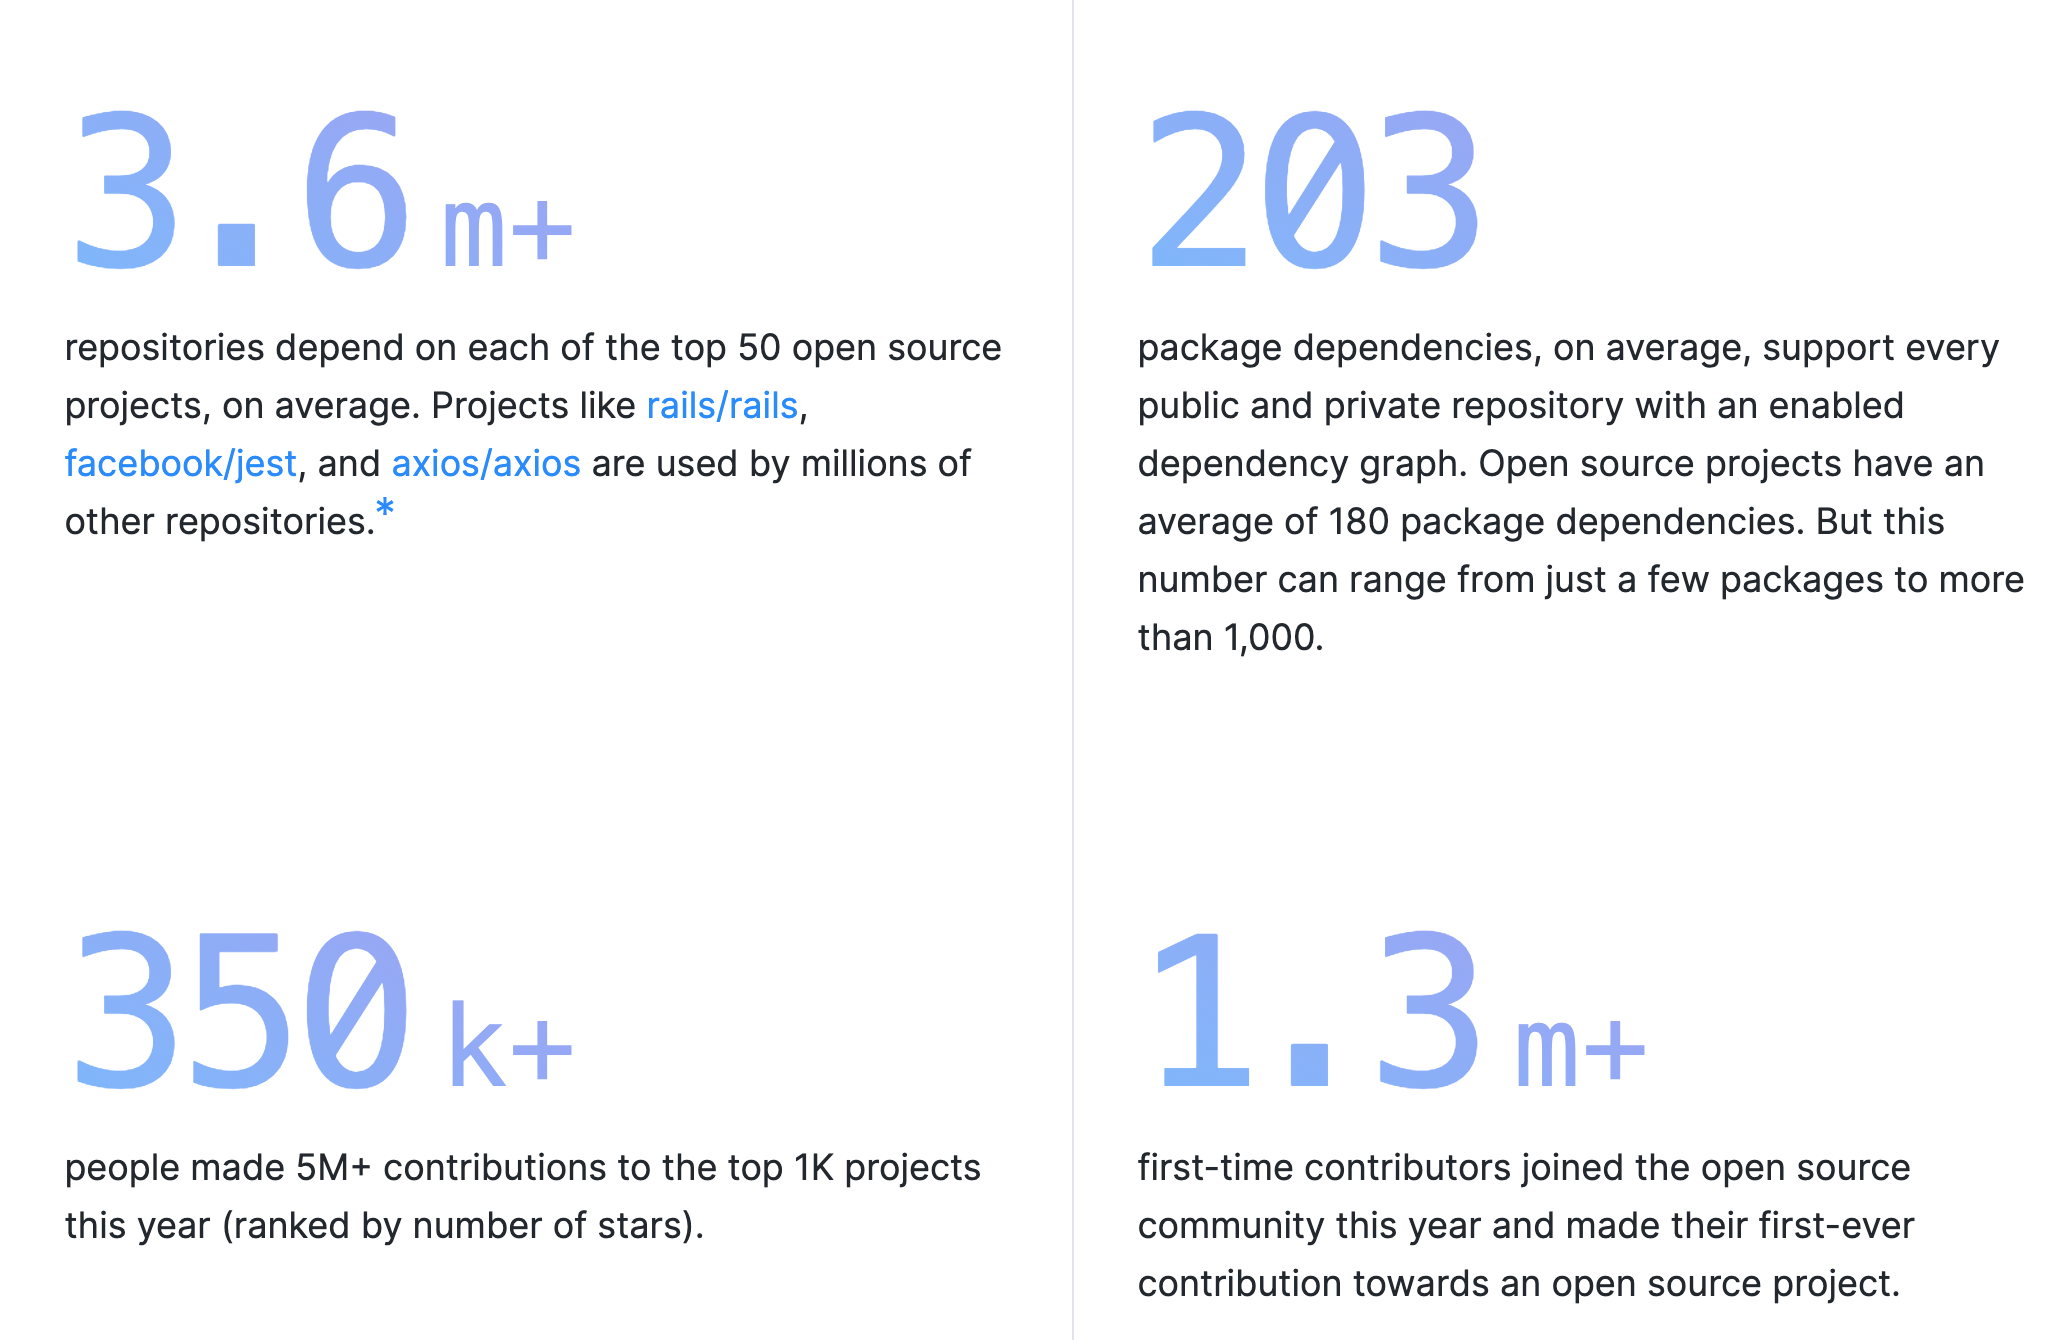 3.6 m+
repositories depend on each of the top 50 open source
projects, on average. Projects like rails/rails,
facebook/jest, and axios/axios are used by millions of
other repositories.*
203
package dependencies, on average, support every
public and private repository with an enabled
dependency graph. Open source projects have an
average of 180 package dependencies. But this
number can range from just a few packages to more
than 1,000.
350 k+
people made 5M+ contributions to the top 1K projects
this year (ranked by number of stars).
1.3 m+
first-time contributors joined the open source
community this year and made their first-ever
contribution towards an open source project.